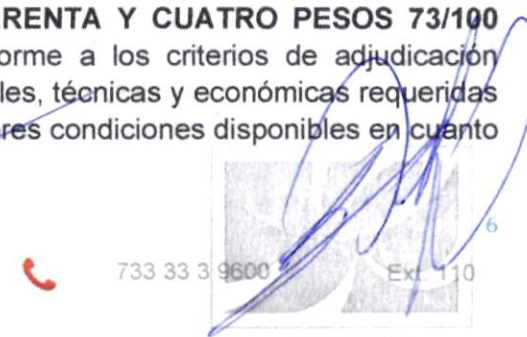 RENTA Y CUATRO PESOS 73/100
orme a los criterios de adjudicación
les, técnicas y económicas requeridas
res condiciones disponibles en cuanto
6
733 33 3 9600 Ext. 110